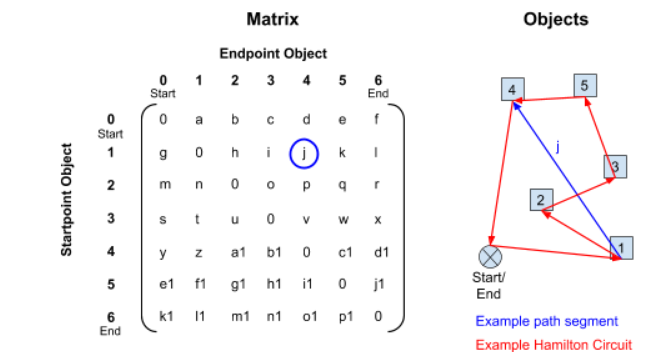 Matrix
Objects
Endpoint Object
0 1 2 3 4 5 6
Start End
Startpoint Object
0 0 a b c d e f
Start
1 g 0 h i j k l
2 m n 0 o p q r
3 s t u 0 v w x
4 y z a1 b1 0 c1 d1
5 e1 f1 g1 h1 i1 0 j1
6 k1 l1 m1 n1 o1 p1 0
End
4 5
j
3
2
1
Start/
End
Example path segment
Example Hamilton Circuit